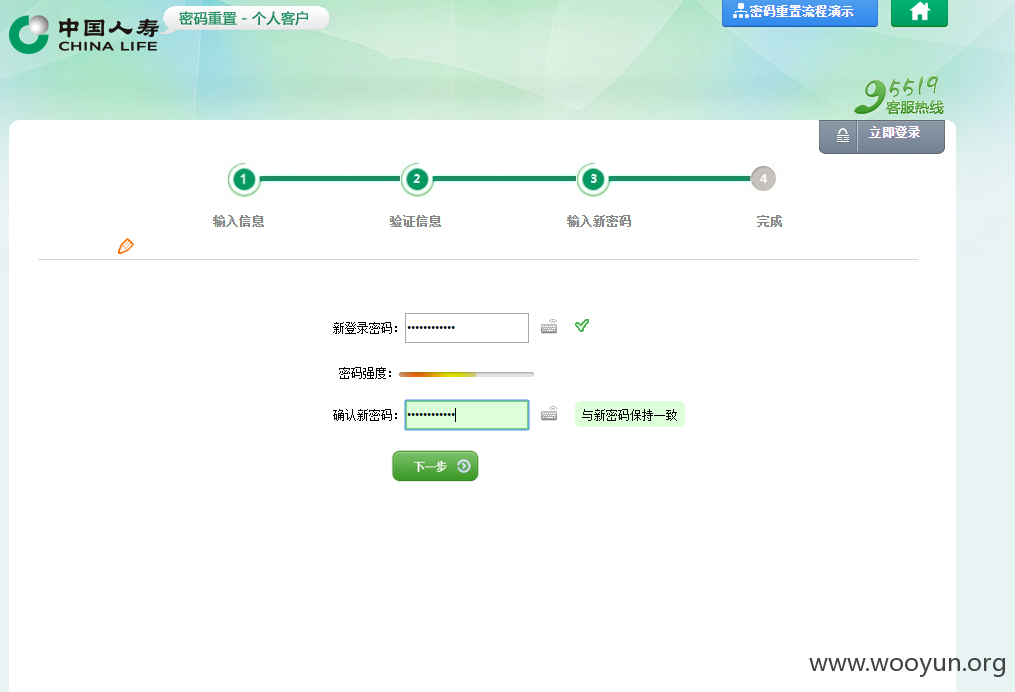 中国人寿
CHINA LIFE
密码重置 - 个人客户
密码重置流程演示
95519
客服热线
立即登录
1 2 3 4
输入信息 验证信息 输入新密码 完成
新登录密码：
密码强度：
确认新密码：
与新密码保持一致
下一步
www.wooyun.org